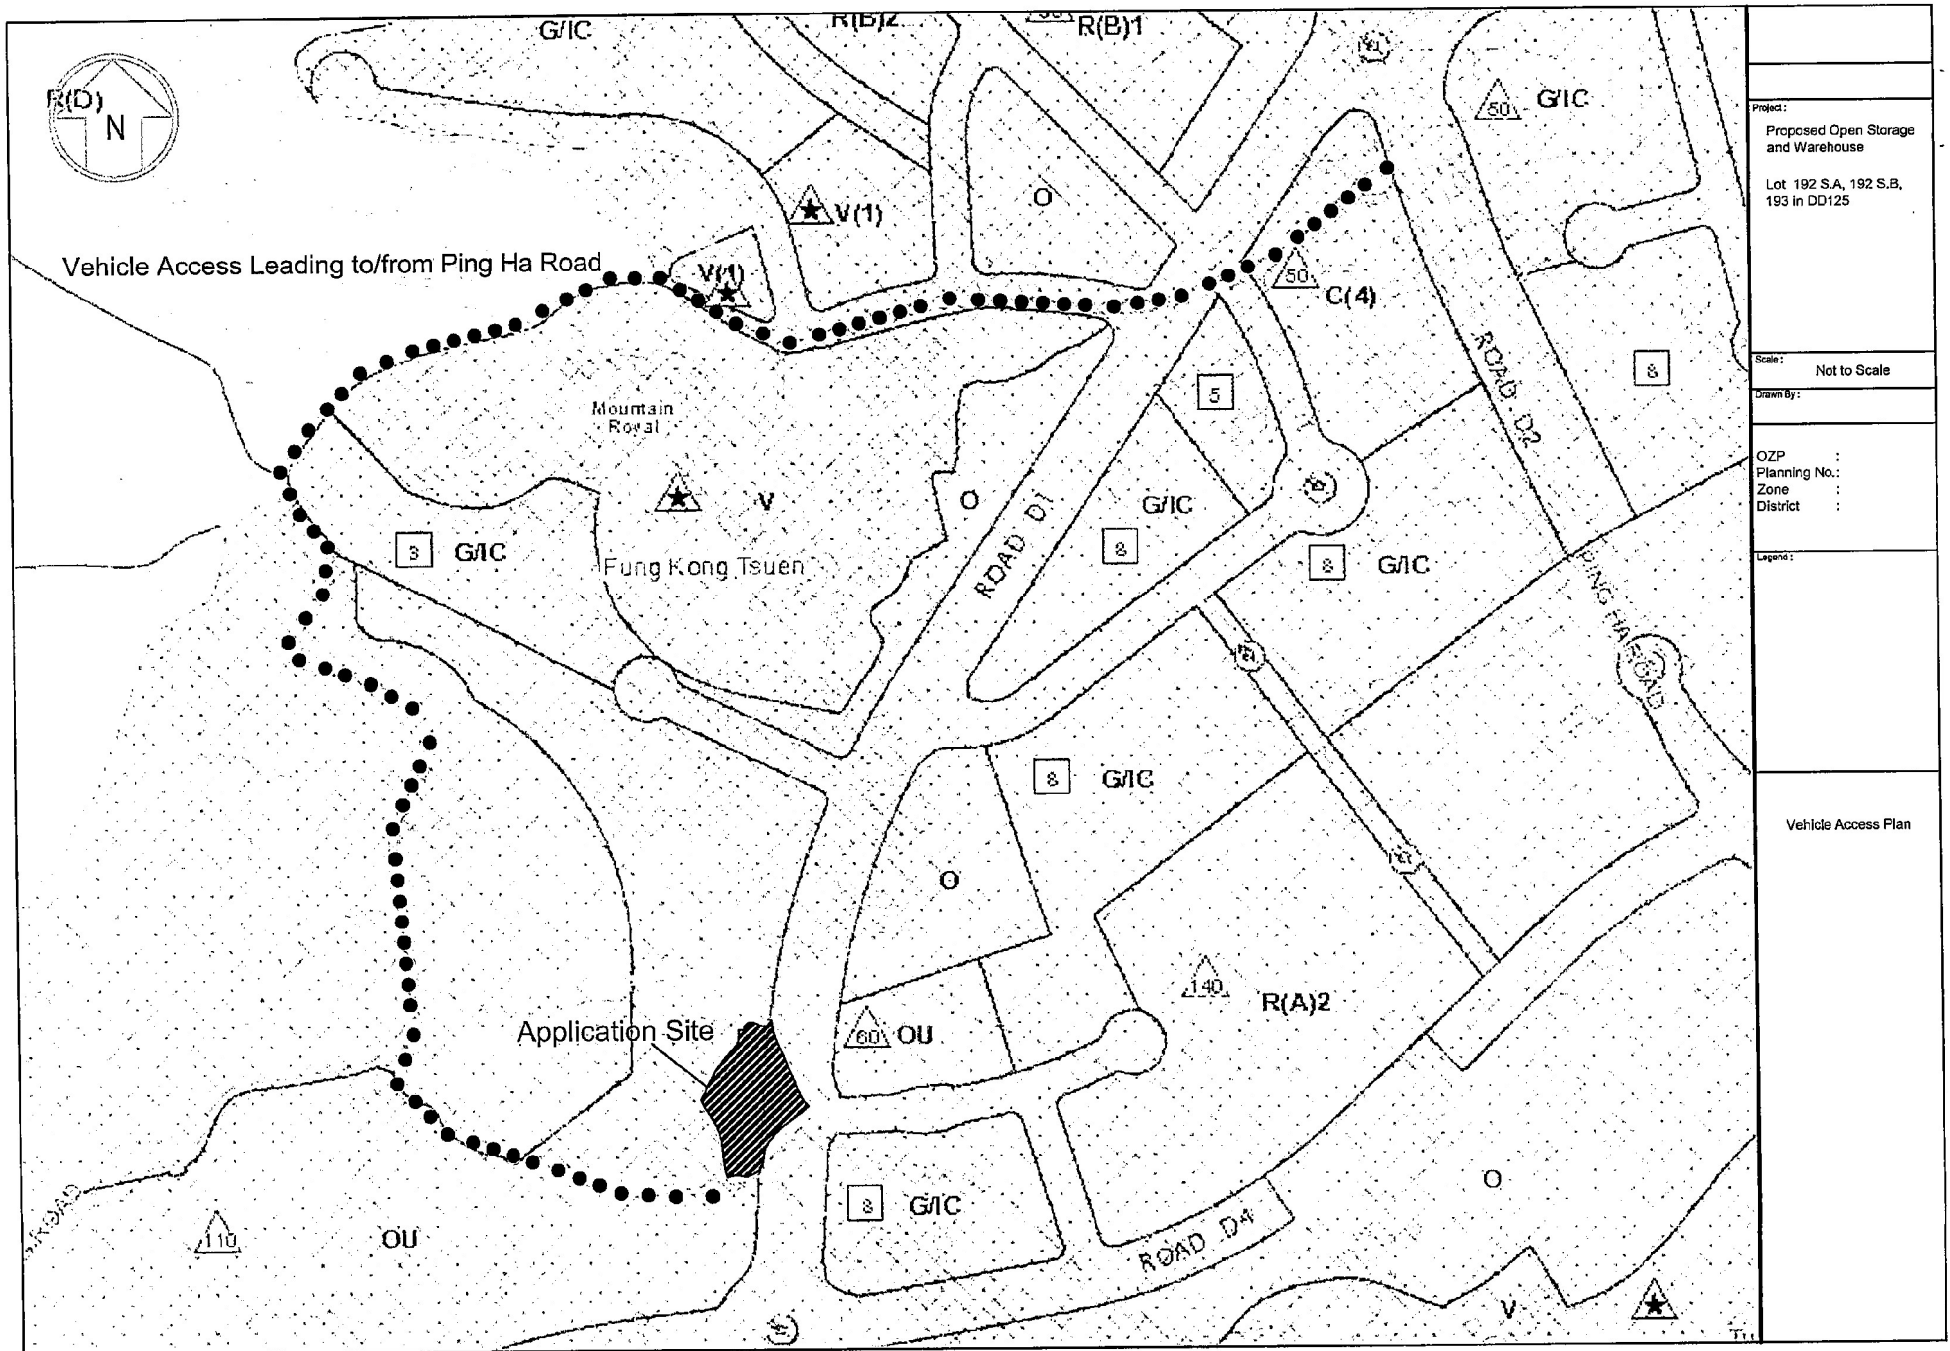 G/IC
R(B)2
R(B)1
R(D)
N
50
G/IC
V(1)
O
Vehicle Access Leading to/from Ping Ha Road
V(1)
50
C(4)
ROAD D2
8
5
Mountain
Royal
V
O
G/IC
ROAD D1
8
3
G/IC
Fung Kong Tsuen
8
G/IC
PING HA ROAD
8
G/IC
O
140
R(A)2
Application Site
60
OU
8
G/IC
O
ROAD
110
OU
ROAD D4
V
Project :
Proposed Open Storage
and Warehouse
Lot 192 S.A, 192 S.B,
193 in DD125
Scale :
Not to Scale
Drawn By :
OZP :
Planning No.:
Zone :
District :
Legend :
Vehicle Access Plan